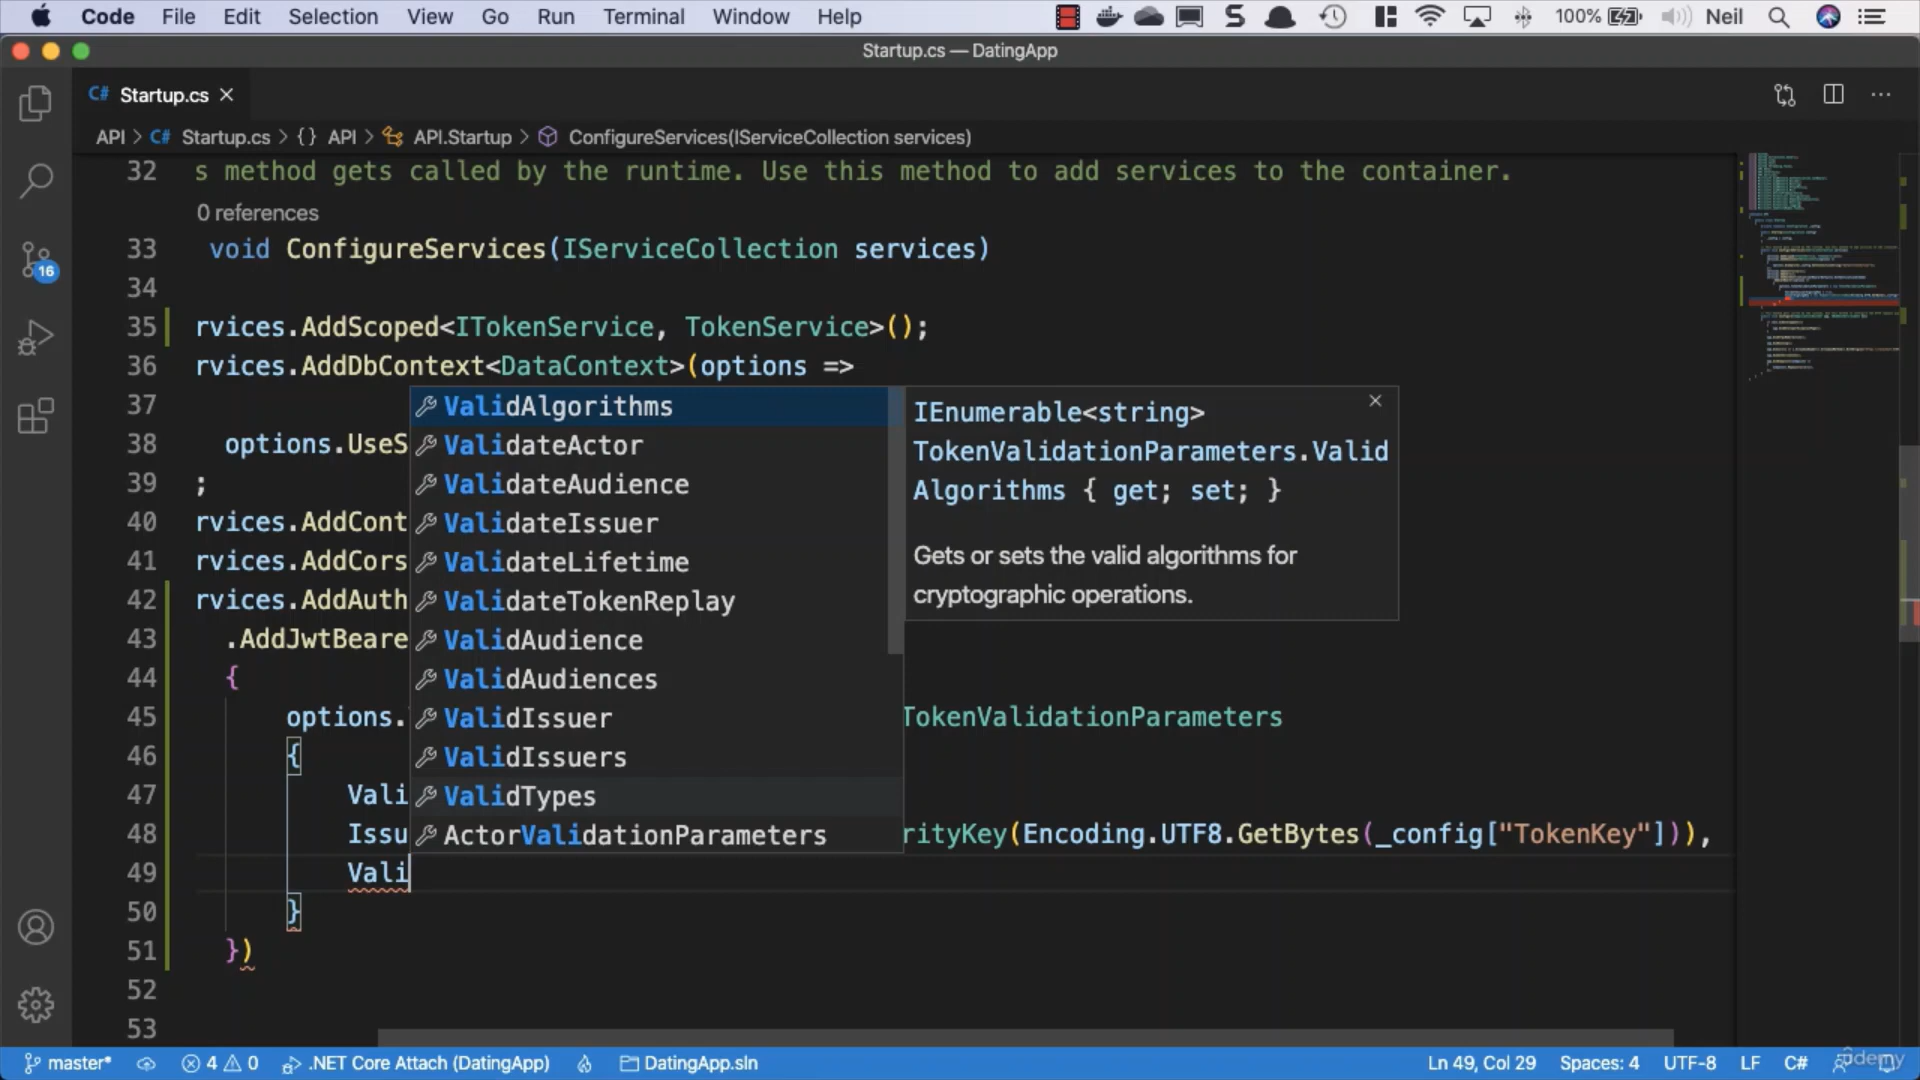 Code File Edit Selection View Go Run Terminal Window Help 100% Neil
Startup.cs — DatingApp
C# Startup.cs
API > C# Startup.cs > {} API > API.Startup > ConfigureServices(IServiceCollection services)
32 s method gets called by the runtime. Use this method to add services to the container.
0 references
33 void ConfigureServices(IServiceCollection services)
34
35 rvices.AddScoped<ITokenService, TokenService>();
36 rvices.AddDbContext<DataContext>(options =>
37
38 options.UseS
39 ;
40 rvices.AddCont
41 rvices.AddCors
42 rvices.AddAuth
43 .AddJwtBeare
44 {
45 options. TokenValidationParameters
46 {
47 Vali
48 Issu rityKey(Encoding.UTF8.GetBytes(_config["TokenKey"])),
49 Vali
50 }
51 })
52
53
ValidAlgorithms
ValidateActor
ValidateAudience
ValidateIssuer
ValidateLifetime
ValidateTokenReplay
ValidAudience
ValidAudiences
ValidIssuer
ValidIssuers
ValidTypes
ActorValidationParameters
IEnumerable<string>
TokenValidationParameters.Valid
Algorithms { get; set; }
Gets or sets the valid algorithms for
cryptographic operations.
16
master* 4 0 .NET Core Attach (DatingApp) DatingApp.sln Ln 49, Col 29 Spaces: 4 UTF-8 LF C#
udemy